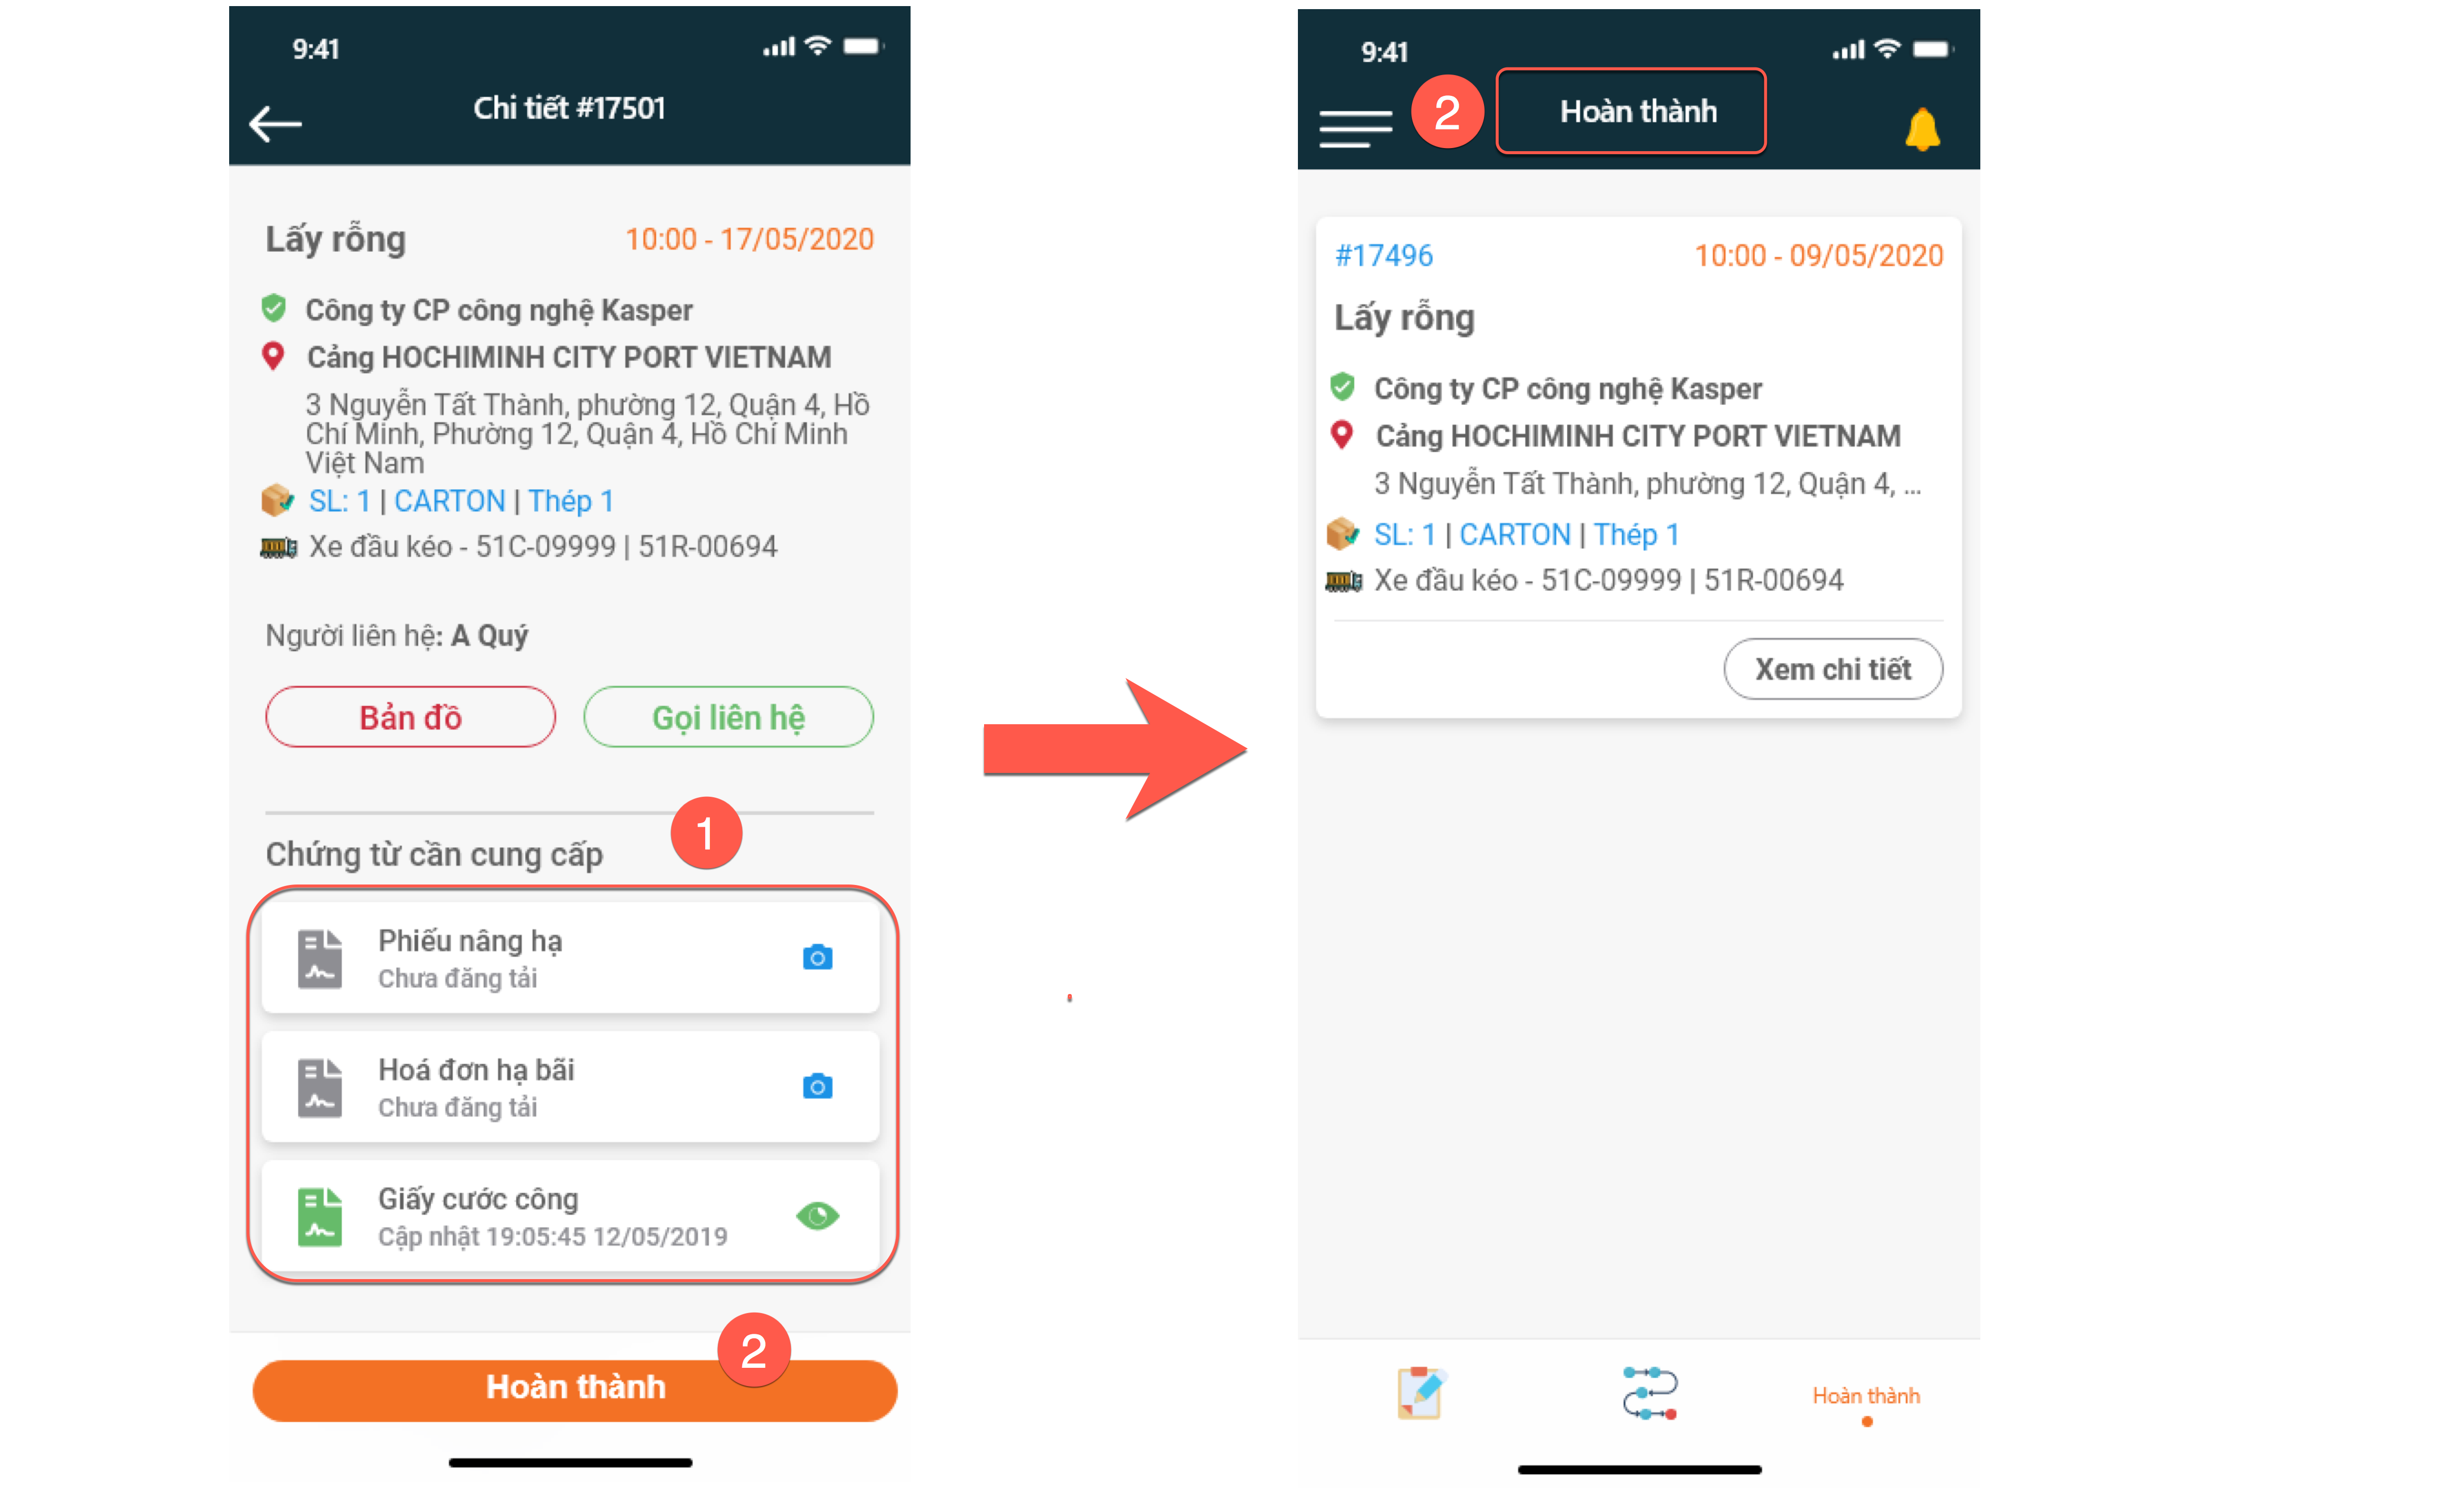 9:41
Chi tiết #17501
Lấy rỗng
10:00 - 17/05/2020
Công ty CP công nghệ Kasper
Cảng HOCHIMINH CITY PORT VIETNAM
3 Nguyễn Tất Thành, phường 12, Quận 4, Hồ
Chí Minh, Phường 12, Quận 4, Hồ Chí Minh
Việt Nam
SL: 1 | CARTON | Thép 1
Xe đầu kéo - 51C-09999 | 51R-00694
Người liên hệ: A Quý
Bản đồ
Gọi liên hệ
1
Chứng từ cần cung cấp
Phiếu nâng hạ
Chưa đăng tải
Hoá đơn hạ bãi
Chưa đăng tải
Giấy cước công
Cập nhật 19:05:45 12/05/2019
2
Hoàn thành
9:41
2
Hoàn thành
#17496
10:00 - 09/05/2020
Lấy rỗng
Công ty CP công nghệ Kasper
Cảng HOCHIMINH CITY PORT VIETNAM
3 Nguyễn Tất Thành, phường 12, Quận 4, ...
SL: 1 | CARTON | Thép 1
Xe đầu kéo - 51C-09999 | 51R-00694
Xem chi tiết
Hoàn thành